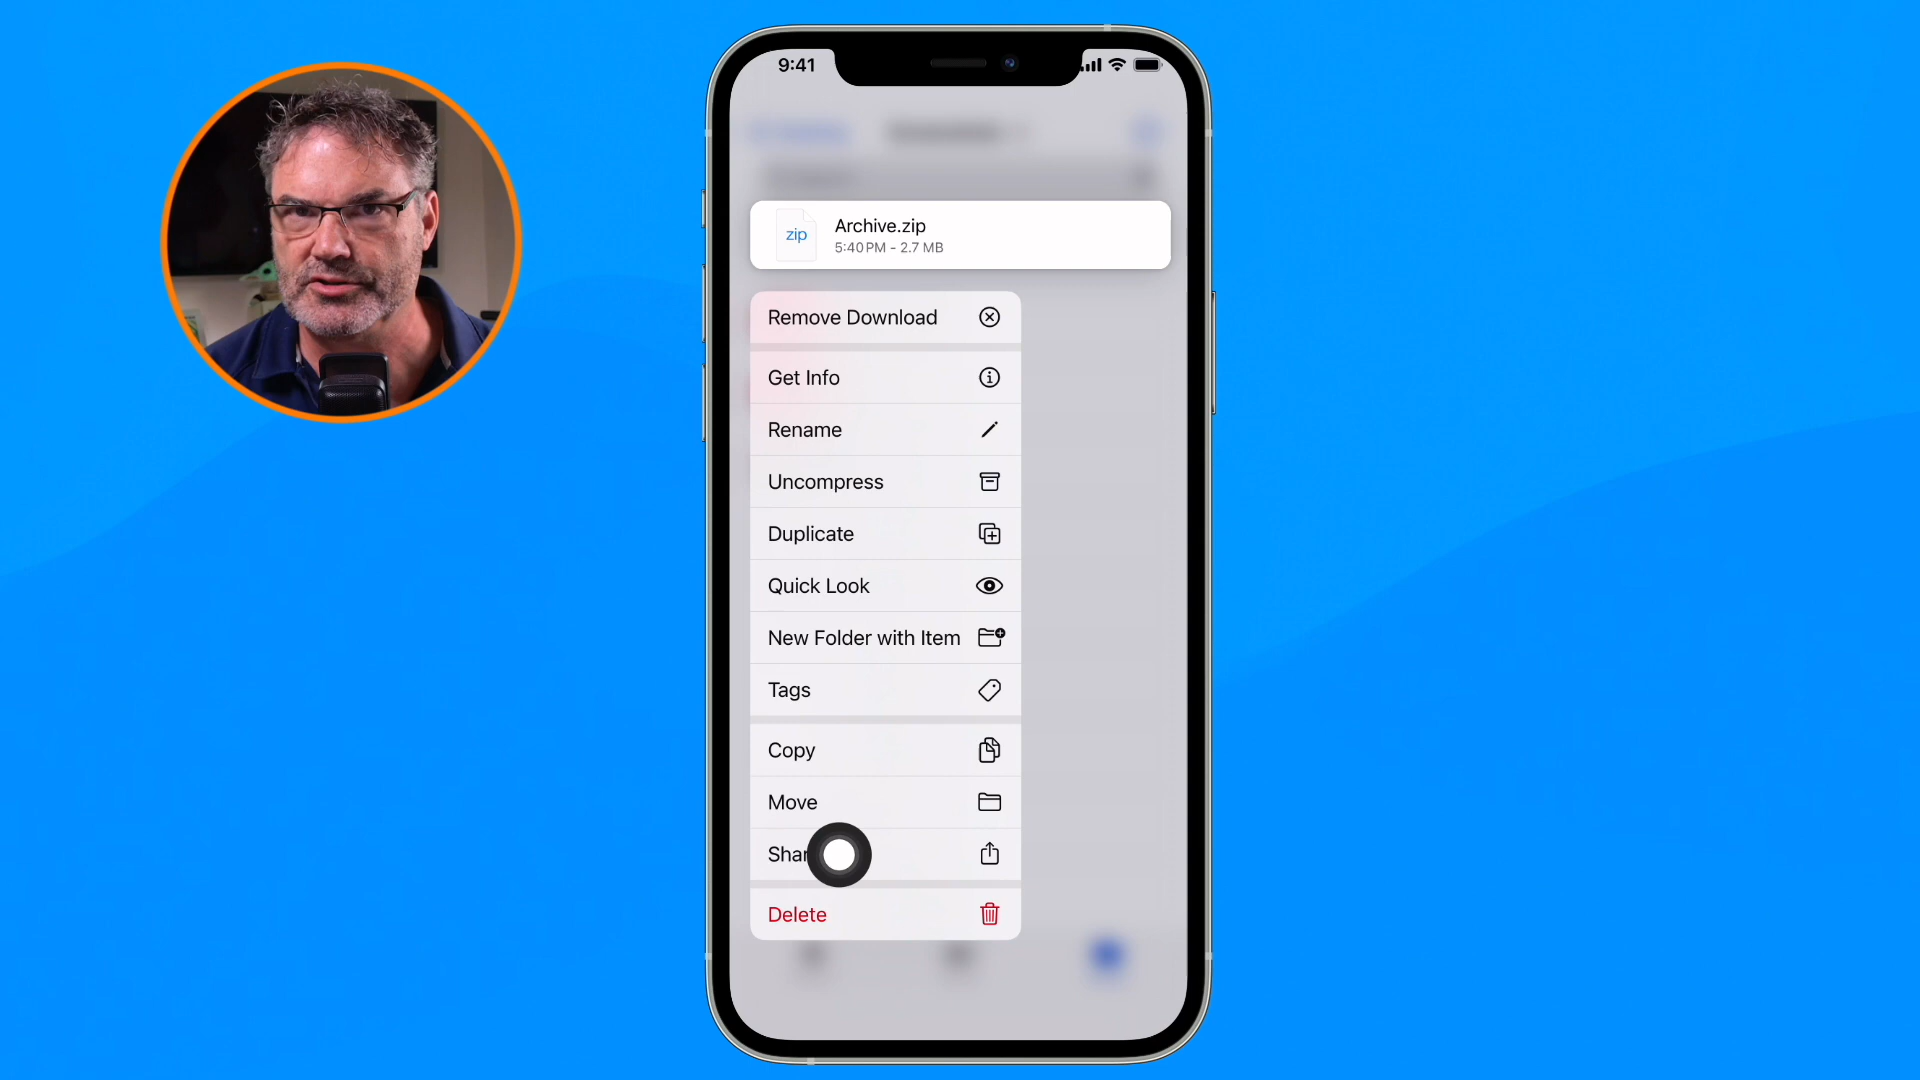 9:41
zip
Archive.zip
5:40 PM - 2.7 MB
Remove Download
Get Info
Rename
Uncompress
Duplicate
Quick Look
New Folder with Item
Tags
Copy
Move
Shar
Delete